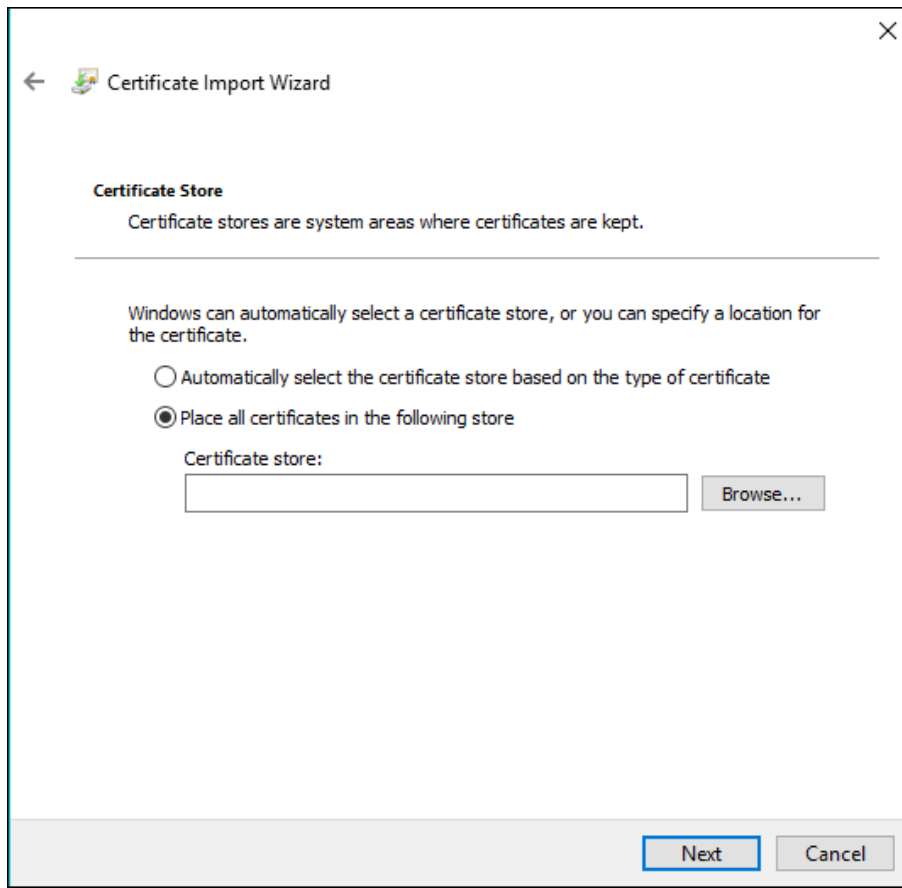 Certificate Import Wizard
Certificate Store
Certificate stores are system areas where certificates are kept.
Windows can automatically select a certificate store, or you can specify a location for
the certificate.
Automatically select the certificate store based on the type of certificate
Place all certificates in the following store
Certificate store:
Browse...
Next
Cancel